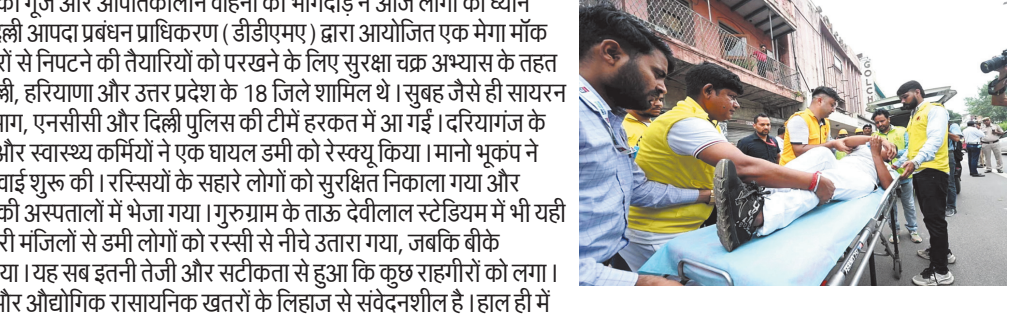 की गूंज और आपातकालीन वाहनों की भागदौड़ ने आज लोगों का ध्यान
दिल्ली आपदा प्रबंधन प्राधिकरण ( डीडीएमए ) द्वारा आयोजित एक मेगा मॉक
रों से निपटने की तैयारियों को परखने के लिए सुरक्षा चक्र अभ्यास के तहत
ली, हरियाणा और उत्तर प्रदेश के 18 जिले शामिल थे । सुबह जैसे ही सायरन
भाग, एनसीसी और दिल्ली पुलिस की टीमें हरकत में आ गईं । दरियागंज के
और स्वास्थ्य कर्मियों ने एक घायल डमी को रेस्क्यू किया । मानो भूकंप ने
वाई शुरू की । रस्सियों के सहारे लोगों को सुरक्षित निकाला गया और
की अस्पतालों में भेजा गया । गुरुग्राम के ताऊ देवीलाल स्टेडियम में भी यही
री मंजिलों से डमी लोगों को रस्सी से नीचे उतारा गया, जबकि बीके
या । यह सब इतनी तेजी और सटीकता से हुआ कि कुछ राहगीरों को लगा ।
और औद्योगिक रासायनिक खतरों के लिहाज से संवेदनशील है । हाल ही में